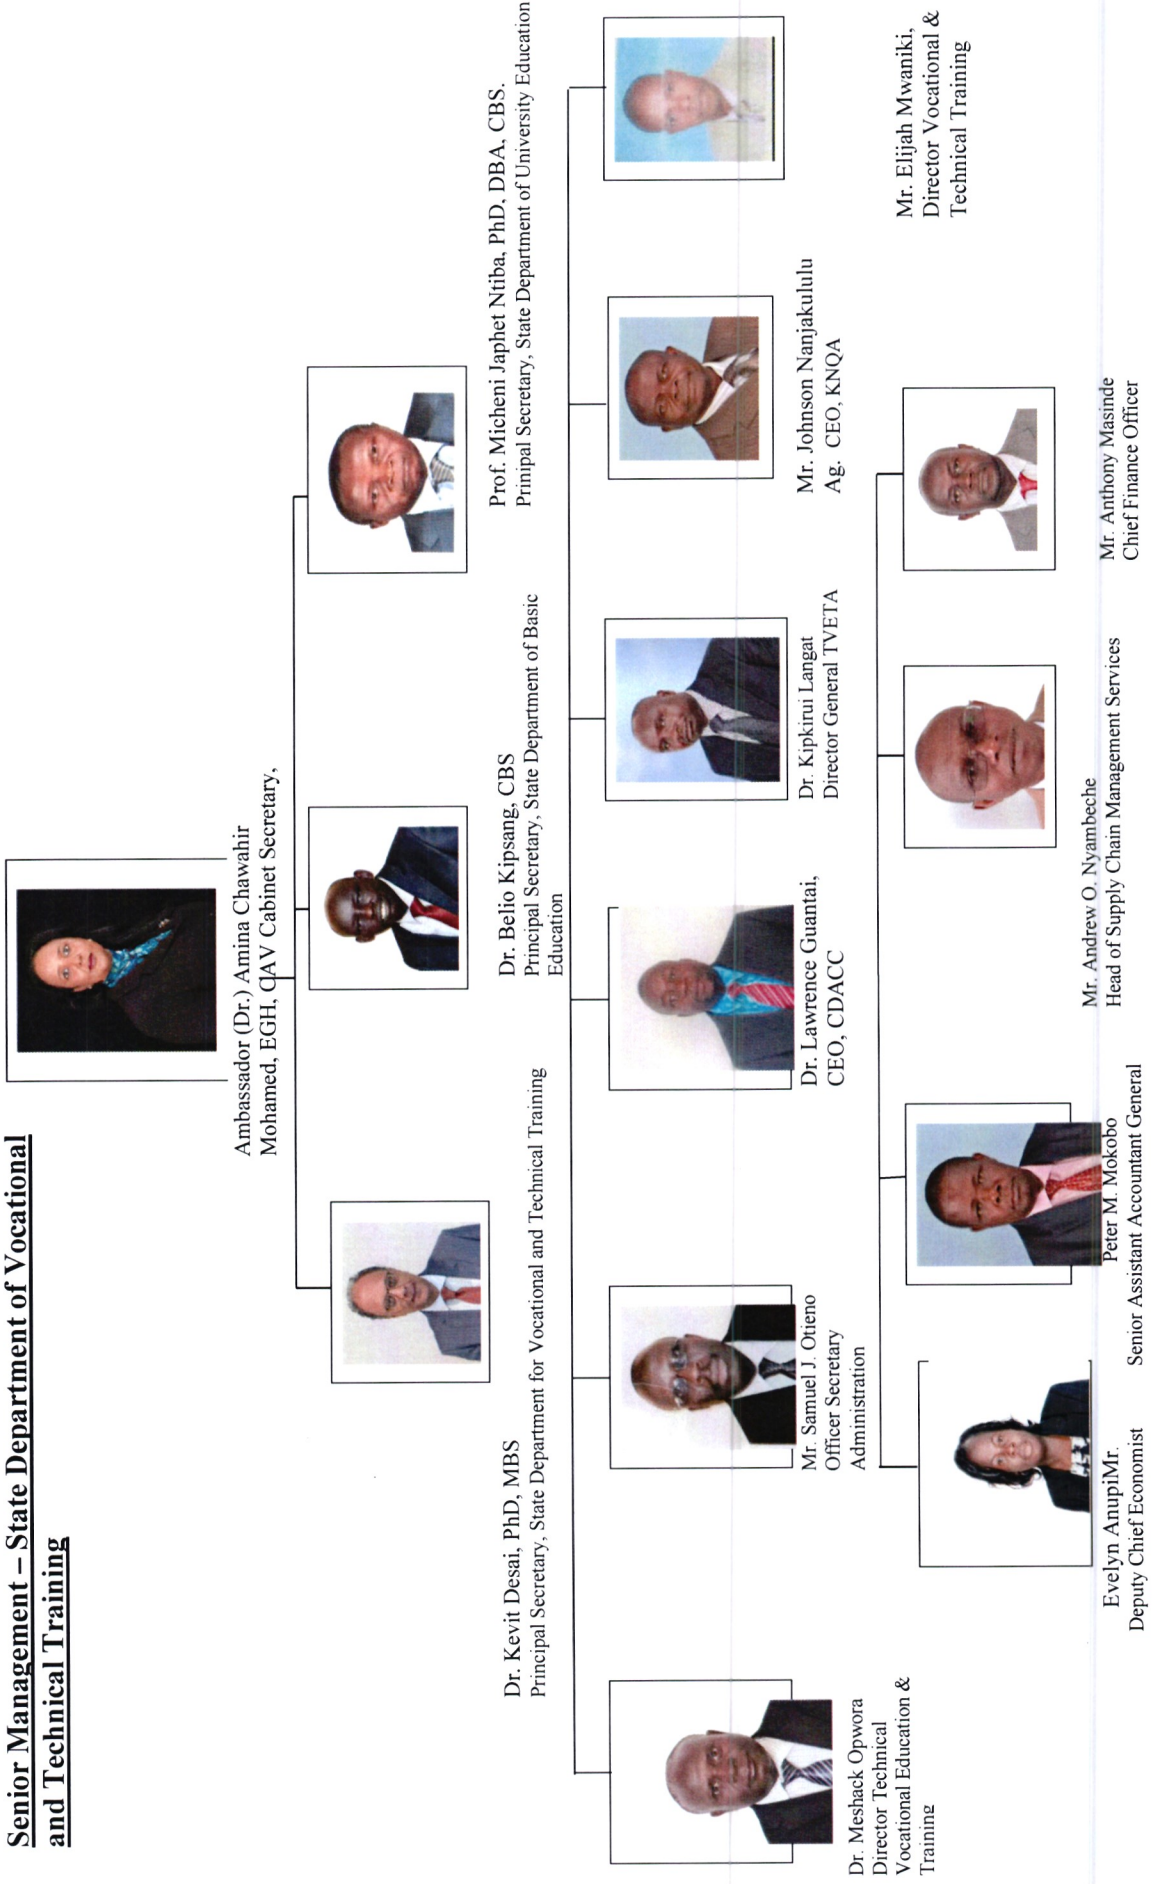 Senior Management – State Department of Vocational
and Technical Training
Ambassador (Dr.) Amina Chawahir
Mohamed, EGH, CAV Cabinet Secretary,
Dr. Kevit Desai, PhD, MBS
Principal Secretary, State Department for Vocational and Technical Training
Dr. Belio Kipsang, CBS
Principal Secretary, State Department of Basic
Education
Prof. Micheni Japhet Ntiba, PhD, DBA, CBS.
Prinipal Secretary, State Department of University Education
Dr. Meshack Opwora
Director Technical
Vocational Education &
Training
Mr. Samuel J. Otieno
Officer Secretary
Administration
Dr. Lawrence Guantai,
CEO, CDACC
Dr. Kipkirui Langat
Director General TVETA
Mr. Johnson Nanjakululu
Ag. CEO, KNQA
Mr. Elijah Mwaniki,
Director Vocational &
Technical Training
Evelyn AnupiMr.
Deputy Chief Economist
Peter M. Mokobo
Senior Assistant Accountant General
Mr. Andrew O. Nyambeche
Head of Supply Chain Management Services
Mr. Anthony Masinde
Chief Finance Officer